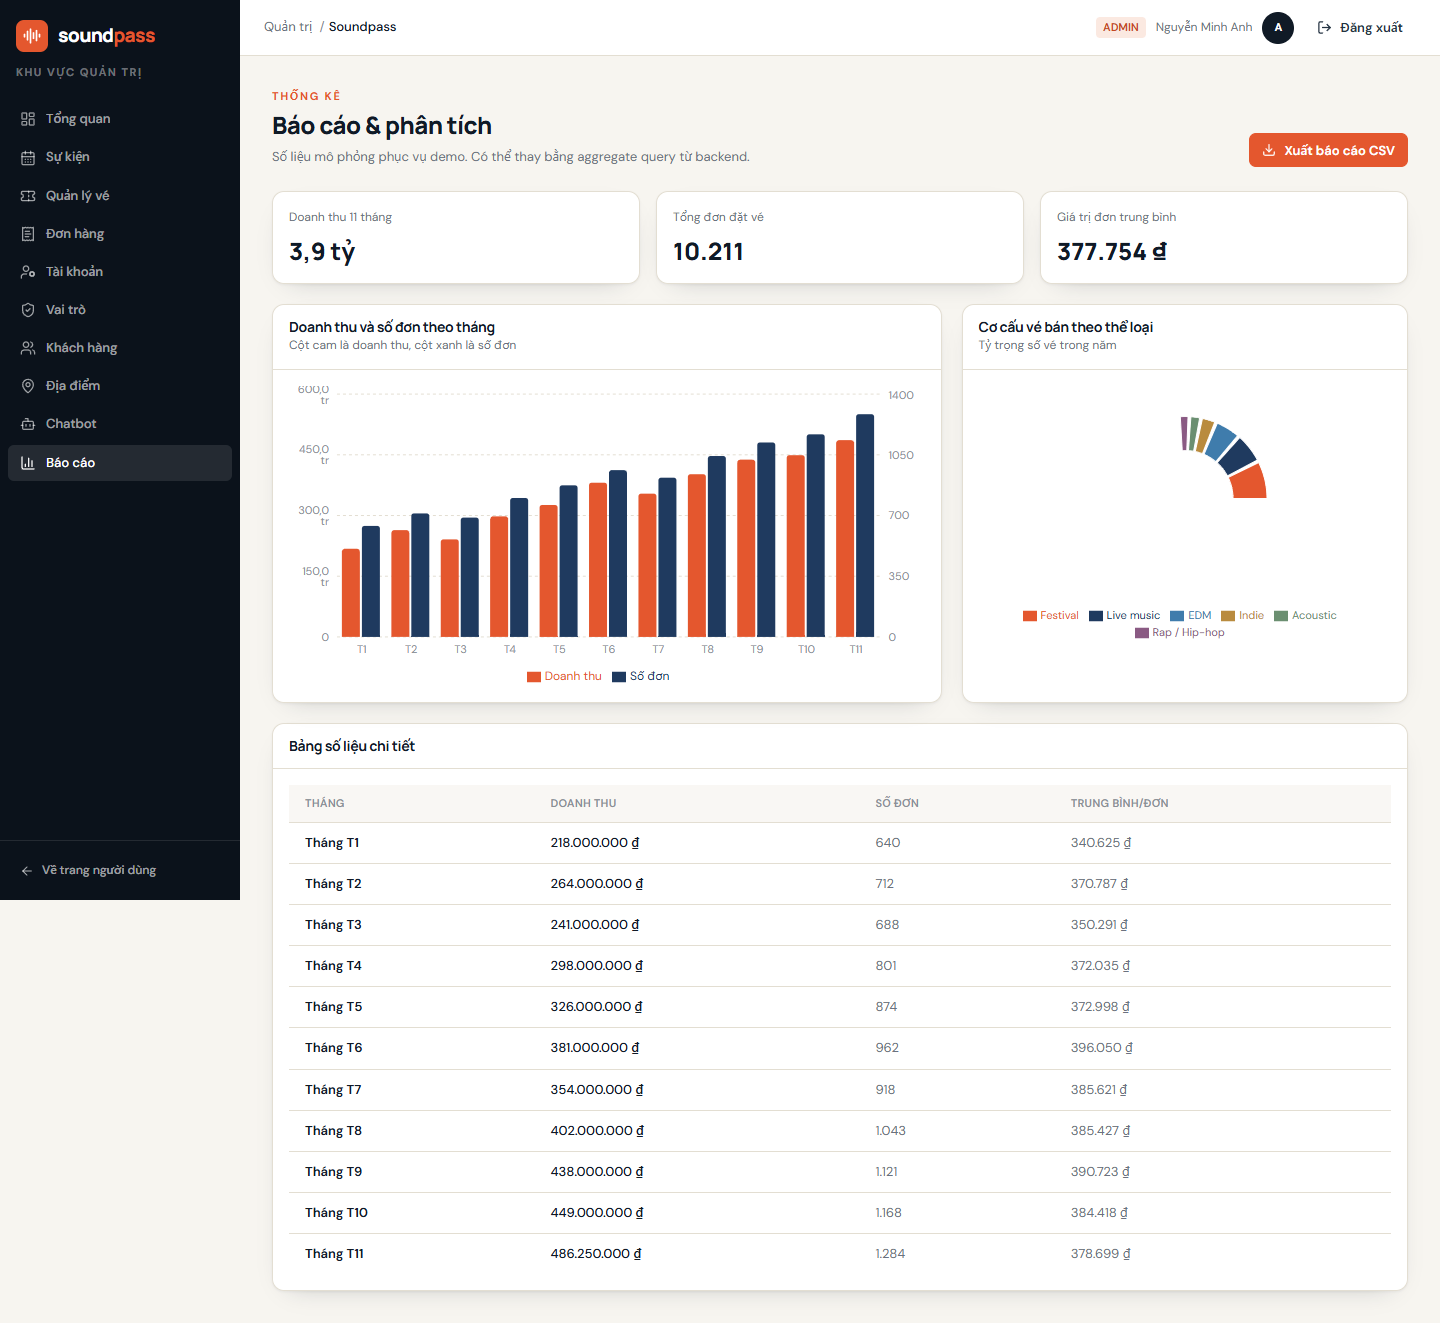 soundpass
KHU VỰC QUẢN TRỊ
Tổng quan
Sự kiện
Quản lý vé
Đơn hàng
Tài khoản
Vai trò
Khách hàng
Địa điểm
Chatbot
Báo cáo
Về trang người dùng
Quản trị / Soundpass
ADMIN Nguyễn Minh Anh A Đăng xuất
THỐNG KÊ
Báo cáo & phân tích
Số liệu mô phỏng phục vụ demo. Có thể thay bằng aggregate query từ backend.
Xuất báo cáo CSV
Doanh thu 11 tháng
3,9 tỷ
Tổng đơn đặt vé
10.211
Giá trị đơn trung bình
377.754 ₫
Doanh thu và số đơn theo tháng
Cột cam là doanh thu, cột xanh là số đơn
600,0 tr
450,0 tr
300,0 tr
150,0 tr
0
1400
1050
700
350
0
T1 T2 T3 T4 T5 T6 T7 T8 T9 T10 T11
Doanh thu Số đơn
Cơ cấu vé bán theo thể loại
Tỷ trọng số vé trong năm
Festival Live music EDM Indie Acoustic
Rap / Hip-hop
Bảng số liệu chi tiết
THÁNG DOANH THU SỐ ĐƠN TRUNG BÌNH/ĐƠN
Tháng T1 218.000.000 ₫ 640 340.625 ₫
Tháng T2 264.000.000 ₫ 712 370.787 ₫
Tháng T3 241.000.000 ₫ 688 350.291 ₫
Tháng T4 298.000.000 ₫ 801 372.035 ₫
Tháng T5 326.000.000 ₫ 874 372.998 ₫
Tháng T6 381.000.000 ₫ 962 396.050 ₫
Tháng T7 354.000.000 ₫ 918 385.621 ₫
Tháng T8 402.000.000 ₫ 1.043 385.427 ₫
Tháng T9 438.000.000 ₫ 1.121 390.723 ₫
Tháng T10 449.000.000 ₫ 1.168 384.418 ₫
Tháng T11 486.250.000 ₫ 1.284 378.699 ₫